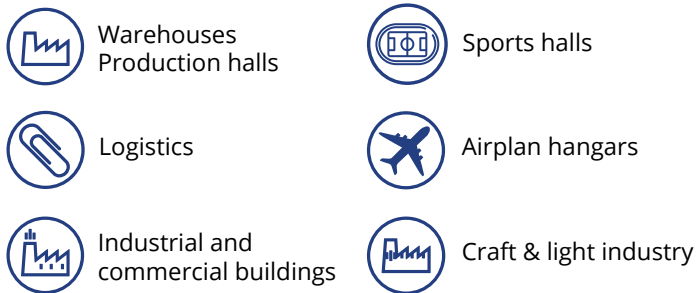 Warehouses
Production halls
Sports halls
Logistics
Airplan hangars
Industrial and
commercial buildings
Craft & light industry